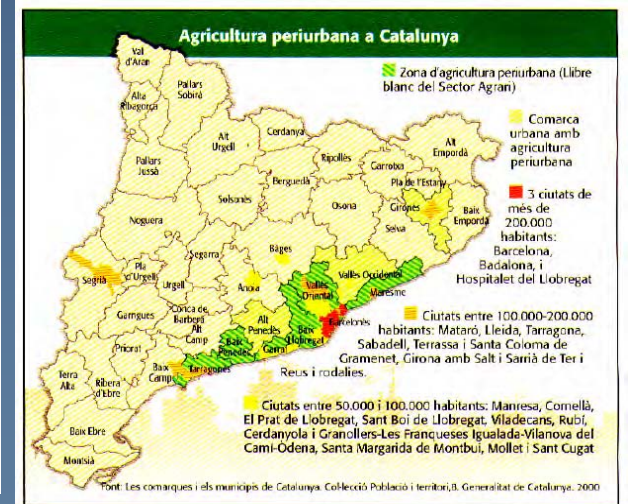 Agricultura periurbana a Catalunya
Val
d'Aran
Alta
Ribagorça
Pallars
Sobirà
Pallars
Jussà
Alt
Urgell
Cerdanya
Ripollès
Garrotxa
Alt
Empordà
Pla de l'Estany
Gironès
Baix
Empordà
Berguedà
Solsonès
Osona
Selva
Noguera
Segarra
Bages
Segrià
Pla
d'Urgell
Urgell
Anoia
Vallès Occidental
Vallès
Oriental
Maresme
Barcelonès
Garrigues
Conca de
Barberà
Alt
Camp
Alt
Penedès
Baix
Llobregat
Garraf
Baix
Penedès
Priorat
Baix
Camp
Tarragonès
Terra
Alta
Ribera
d'Ebre
Baix Ebre
Montsià
Zona d'agricultura periurbana (Llibre
blanc del Sector Agrari)
Comarca
urbana amb
agricultura
periurbana
3 ciutats de
més de
200.000
habitants:
Barcelona,
Badalona, i
Hospitalet del Llobregat
Ciutats entre 100.000-200.000
habitants: Mataró, Lleida, Tarragona,
Sabadell, Terrassa i Santa Coloma de
Gramenet, Girona amb Salt i Sarrià de Ter i
Reus i rodalies.
Ciutats entre 50.000 i 100.000 habitants: Manresa, Cornellà,
El Prat de Llobregat, Sant Boi de Llobregat, Viladecans, Rubí,
Cerdanyola i Granollers-Les Franqueses Igualada-Vilanova del
Camí-Òdena, Santa Margarida de Montbui, Mollet i Sant Cugat
Font: Les comarques i els municipis de Catalunya. Col·lecció Població i territori,8. Generalitat de Catalunya. 2000